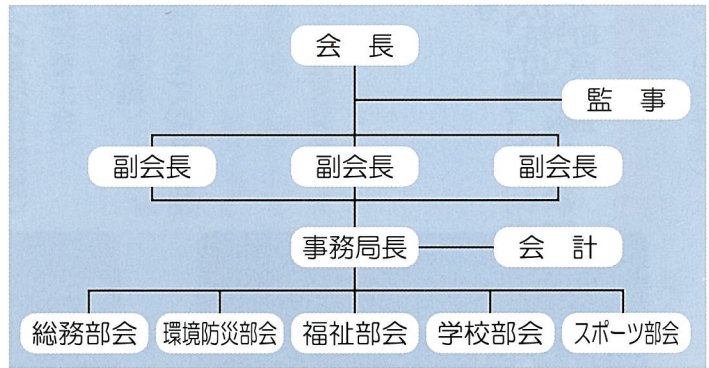 会長
監事
副会長
副会長
副会長
事務局長
会計
総務部会
環境防災部会
福祉部会
学校部会
スポーツ部会